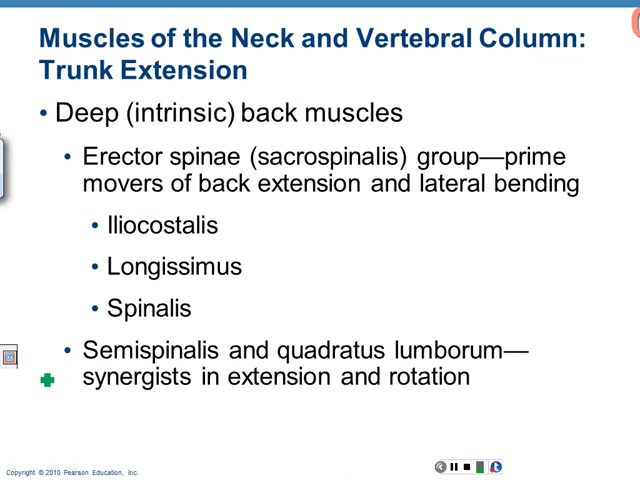 Muscles of the Neck and Vertebral Column:
Trunk Extension
• Deep (intrinsic) back muscles
• Erector spinae (sacrospinalis) group—prime
movers of back extension and lateral bending
• Iliocostalis
• Longissimus
• Spinalis
• Semispinalis and quadratus lumborum—
synergists in extension and rotation
Copyright © 2010 Pearson Education, Inc.